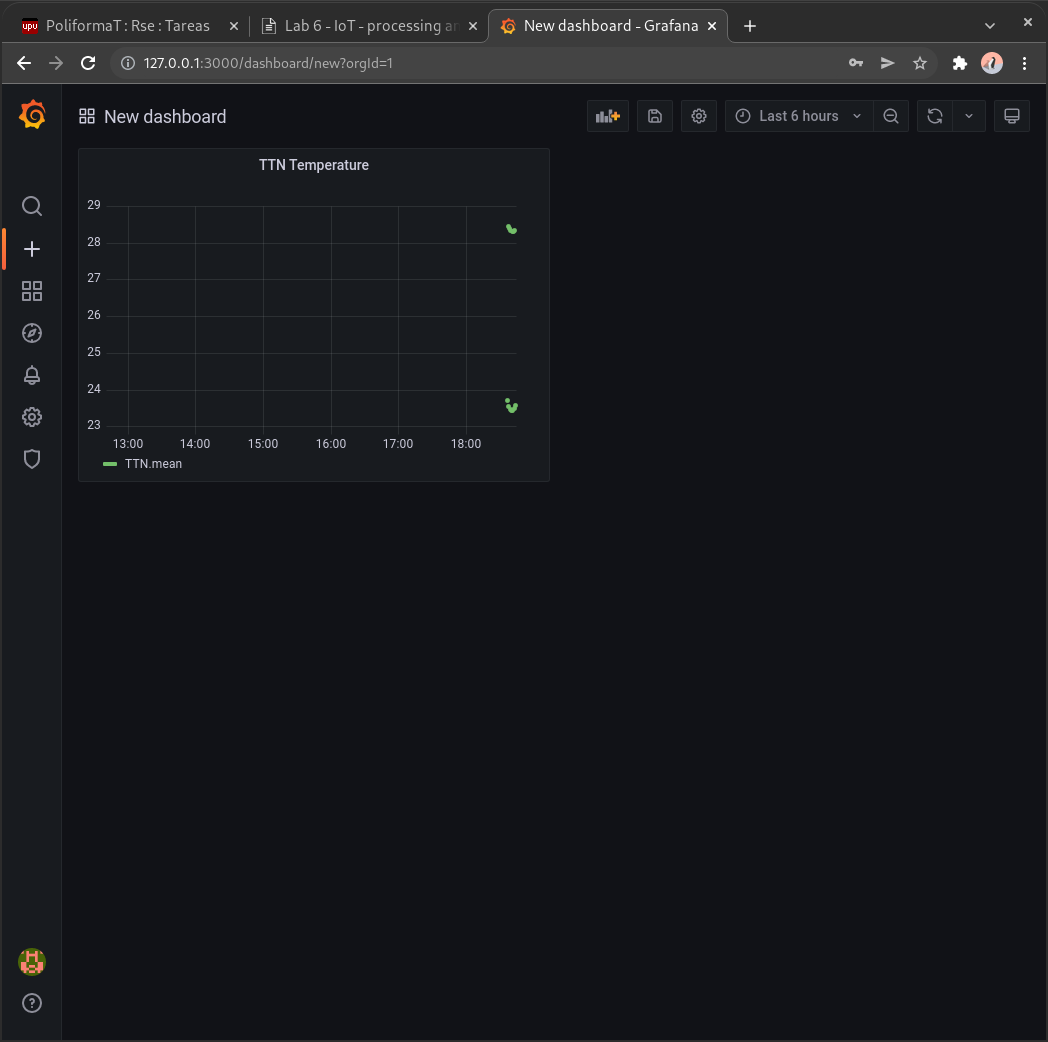 upv PoliformaT : Rse : Tareas
Lab 6 - IoT - processing an
New dashboard - Grafana
127.0.0.1:3000/dashboard/new?orgId=1
New dashboard
Last 6 hours
TTN Temperature
29
28
27
26
25
24
23
13:00 14:00 15:00 16:00 17:00 18:00
TTN.mean